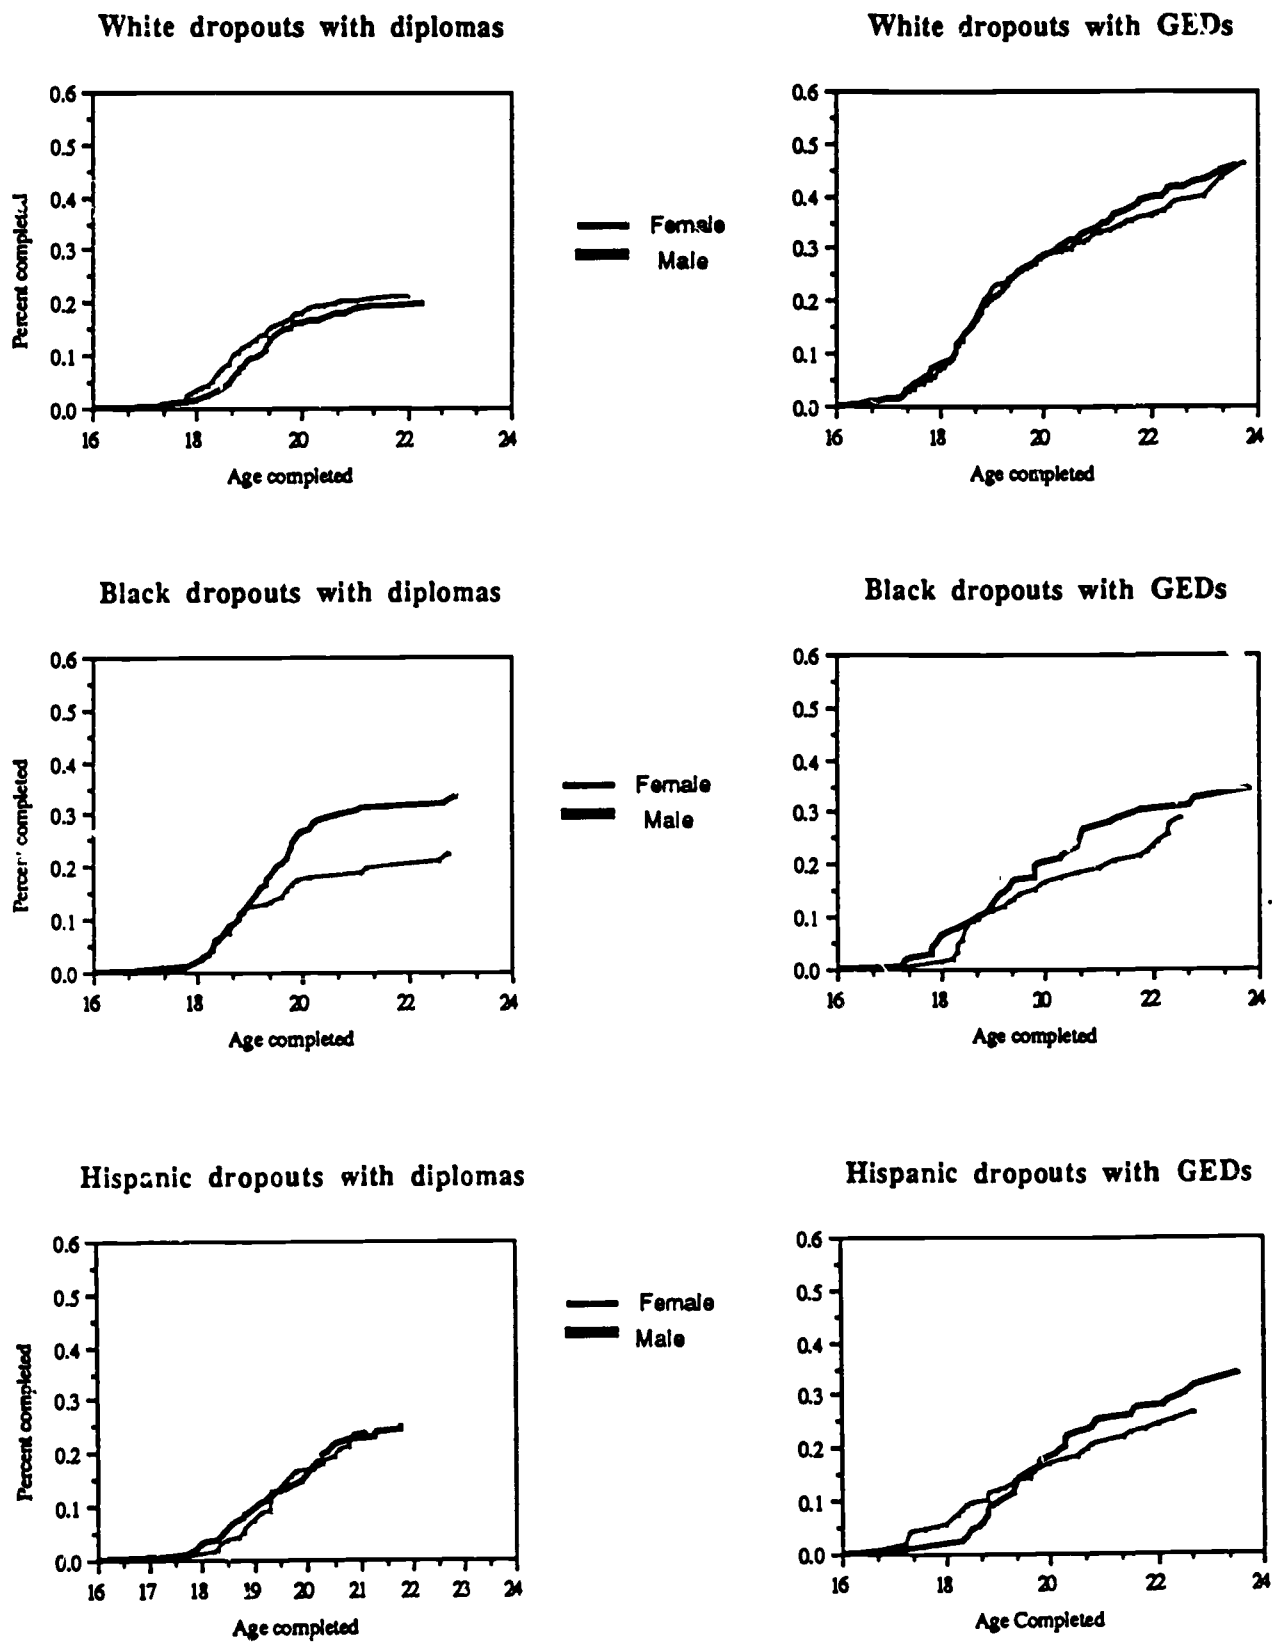 White dropouts with diplomas
0.6
0.5
0.4
0.3
0.2
0.1
0.0
Percent completed
16 18 20 22 24
Age completed
Female
Male
White dropouts with GEDs
0.6
0.5
0.4
0.3
0.2
0.1
0.0
16 18 20 22 24
Age completed
Black dropouts with diplomas
0.6
0.5
0.4
0.3
0.2
0.1
0.0
Percent completed
16 18 20 22 24
Age completed
Female
Male
Black dropouts with GEDs
0.6
0.5
0.4
0.3
0.2
0.1
0.0
16 18 20 22 24
Age completed
Hispanic dropouts with diplomas
0.6
0.5
0.4
0.3
0.2
0.1
0.0
Percent completed
16 17 18 19 20 21 22 23 24
Age completed
Female
Male
Hispanic dropouts with GEDs
0.6
0.5
0.4
0.3
0.2
0.1
0.0
16 18 20 22 24
Age Completed